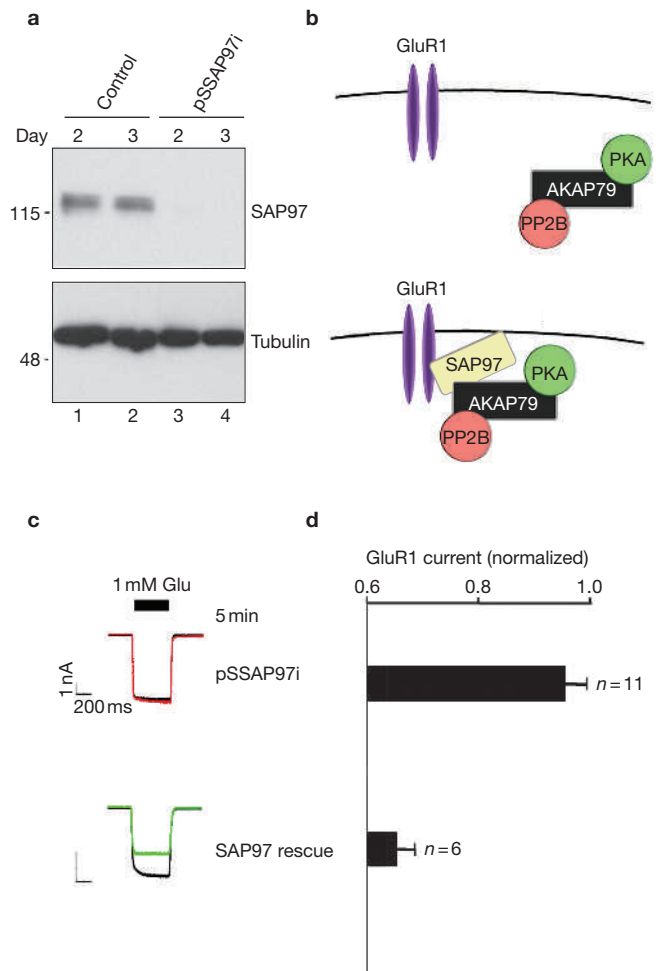 a
Control
pSSAP97i
Day 2 3 2 3
115 -
SAP97
48 -
Tubulin
1 2 3 4
b
GluR1
PKA
AKAP79
PP2B
GluR1
SAP97
PKA
AKAP79
PP2B
c
1 mM Glu
5 min
pSSAP97i
1 nA
200 ms
SAP97 rescue
d
GluR1 current (normalized)
0.6 0.8 1.0
n = 11
n = 6